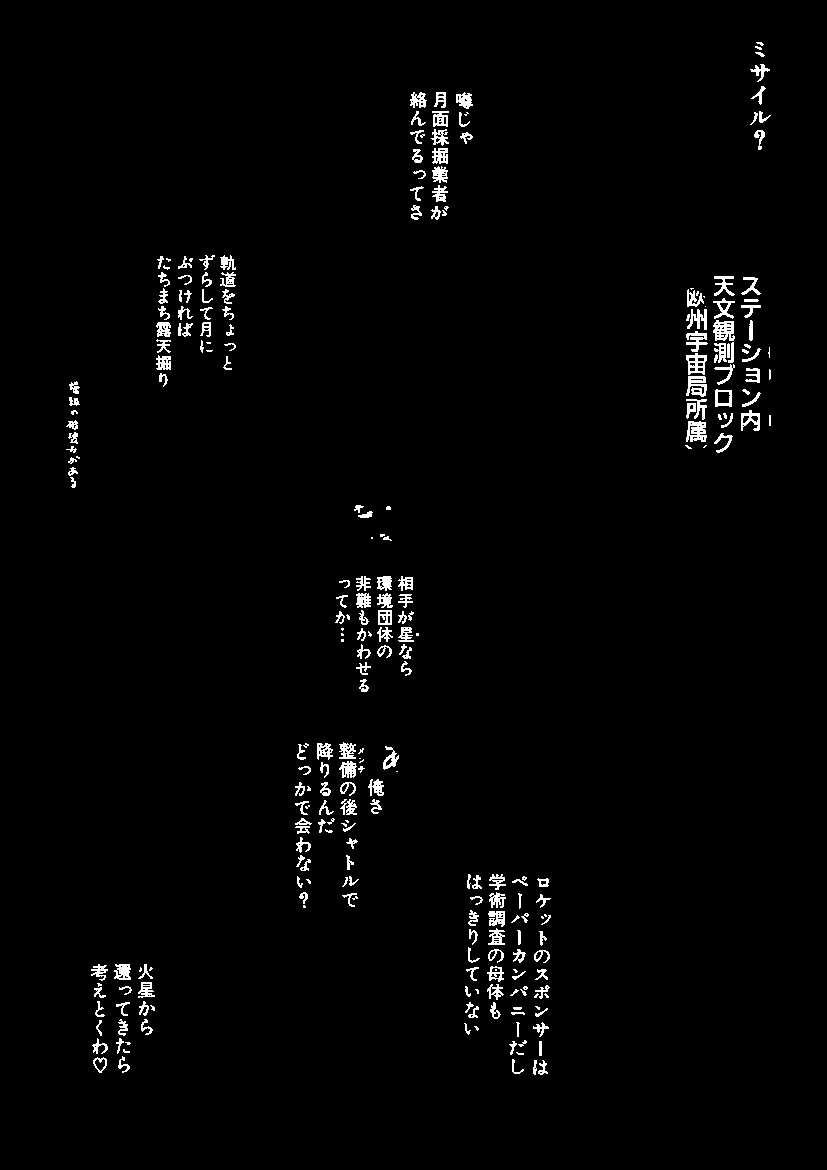 ミサイル？
ステーション内
天文観測ブロック
(欧州宇宙局所属)
噂じゃ
月面採掘業者が
絡んでるってさ
軌道をちょっと
ずらして月に
ぶつければ
たちまち露天掘り
相手が星なら
環境団体の
非難もかわせる
ってか…
ロケットのスポンサーは
ペーパーカンパニーだし
学術調査の母体も
はっきりしていない
あ
俺さ
整備の後シャトルで
メンテ
降りるんだ
どっかで会わない？
火星から
還ってきたら
考えとくわ♡